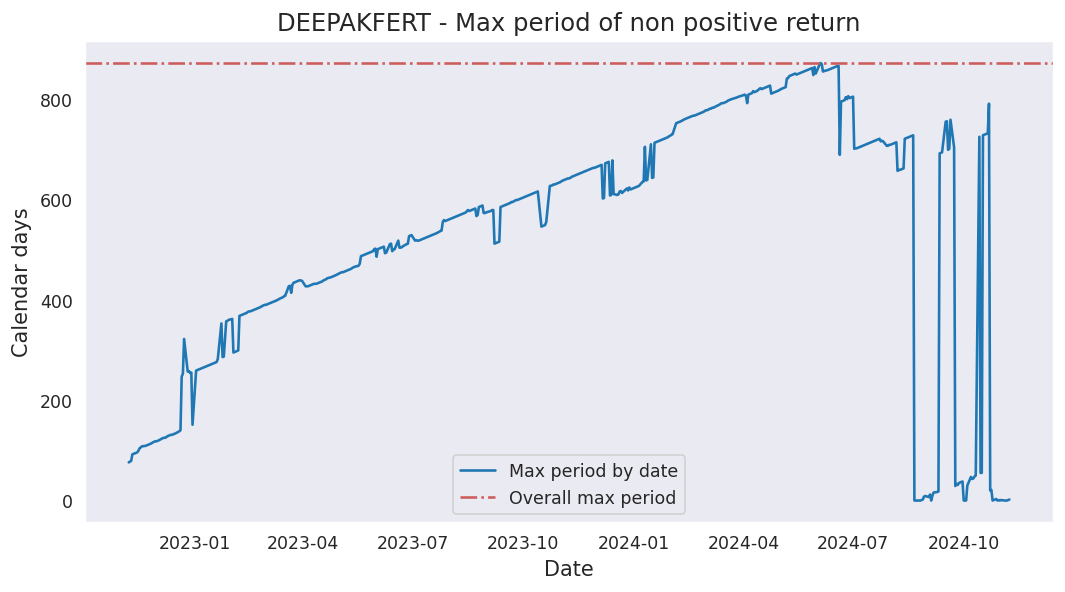 DEEPAKFERT - Max period of non positive return
Calendar days
800
600
400
200
0
Max period by date
Overall max period
2023-01 2023-04 2023-07 2023-10 2024-01 2024-04 2024-07 2024-10
Date